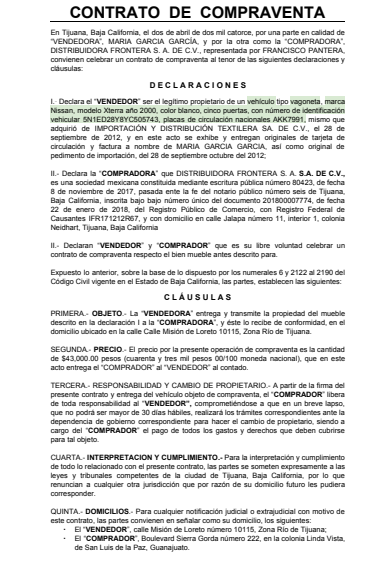 CONTRATO DE COMPRAVENTA
En Tijuana, Baja California, el dos de abril de dos mil catorce, por una parte en calidad de
"VENDEDORA", MARIA GARCIA GARCÍA, y por la otra como la "COMPRADORA",
DISTRIBUIDORA FRONTERA S. A. DE C.V., representada por FRANCISCO PANTERA,
convienen celebrar un contrato de compraventa al tenor de las siguientes declaraciones y
cláusulas:
D E C L A R A C I O N E S
I.- Declara el "VENDEDOR" ser el legítimo propietario de un vehículo tipo vagoneta, marca
Nissan, modelo Xterra año 2000, color blanco, cinco puertas, con número de identificación
vehicular 5N1ED28Y8YC505743, placas de circulación nacionales AKK7991, mismo
que adquirió de IMPORTACIÓN Y DISTRIBUTIÓN TEXTILERA SA. DE C.V., el 28 de
septiembre de 2012, y en este acto se exhibe y entregan originales de tarjeta de
circulación y factura a nombre de MARIA GARCIA GARCIA, así como original de
pedimento de importación, del 28 de septiembre octubre del 2012;
II.- Declara la "COMPRADORA" que DISTRIBUIDORA FRONTERA S. A. S.A. DE C.V.,
es una sociedad mexicana constituida mediante escritura pública número 80423, de fecha
8 de noviembre de 2017, pasada ente la fe del notario público número seis de Tijuana,
Baja California, inscrita bajo bajo número único del documento 201800007774, de fecha
22 de enero de 2018, del Registro Público de Comercio, con Registro Federal de
Causantes IFR171212R67, y con domicilio en calle Jalapa número 11, interior 1, colonia
Neidhart, Tijuana, Baja California
II.- Declaran "VENDEDOR" y "COMPRADOR" que es su libre voluntad celebrar un
contrato de compraventa respecto el bien mueble antes descrito para.
Expuesto lo anterior, sobre la base de lo dispuesto por los numerales 6 y 2122 al 2190 del
Código Civil vigente en el Estado de Baja California, las partes, establecen las siguientes:
C L Á U S U L A S
PRIMERA.- OBJETO.- La "VENDEDORA" entrega y transmite la propiedad del mueble
descrito en la declaración I a la "COMPRADORA", y éste lo recibe de conformidad, en el
domicilio ubicado en la calle Calle Misión de Loreto 10115, Zona Río de Tijuana.
SEGUNDA.- PRECIO.- El precio por la presente operación de compraventa es la cantidad
de $43,000.00 pesos (cuarenta y tres mil pesos 00/100 moneda nacional), que en este
acto entrega el "COMPRADOR" al "VENDEDOR" al contado.
TERCERA.- RESPONSABILIDAD Y CAMBIO DE PROPIETARIO.- A partir de la firma del
presente contrato y entrega del vehículo objeto de compraventa, el "COMPRADOR" libera
de toda responsabilidad al "VENDEDOR", comprometiéndose a que en un breve lapso,
que no podrá ser mayor de 30 días hábiles, realizará los trámites correspondientes ante la
dependencia de gobierno correspondiente para hacer el cambio de propietario, siendo a
cargo del "COMPRADOR" el pago de todos los gastos y derechos que deben cubrirse
para tal objeto.
CUARTA.- INTERPRETACION Y CUMPLIMIENTO.- Para la interpretación y cumplimiento
de todo lo relacionado con el presente contrato, las partes se someten expresamente a las
leyes y tribunales competentes de la ciudad de Tijuana, Baja California, por lo que
renuncian a cualquier otra jurisdicción que por razón de su domicilio futuro les pudiera
corresponder.
QUINTA.- DOMICILIOS.- Para cualquier notificación judicial o extrajudicial con motivo de
este contrato, las partes convienen en señalar como su domicilio, los siguientes:
· El "VENDEDOR", calle Misión de Loreto número 10115, Zona Río de Tijuana;
· El "COMPRADOR", Boulevard Sierra Gorda número 222, en la colonia Linda Vista,
de San Luis de la Paz, Guanajuato.